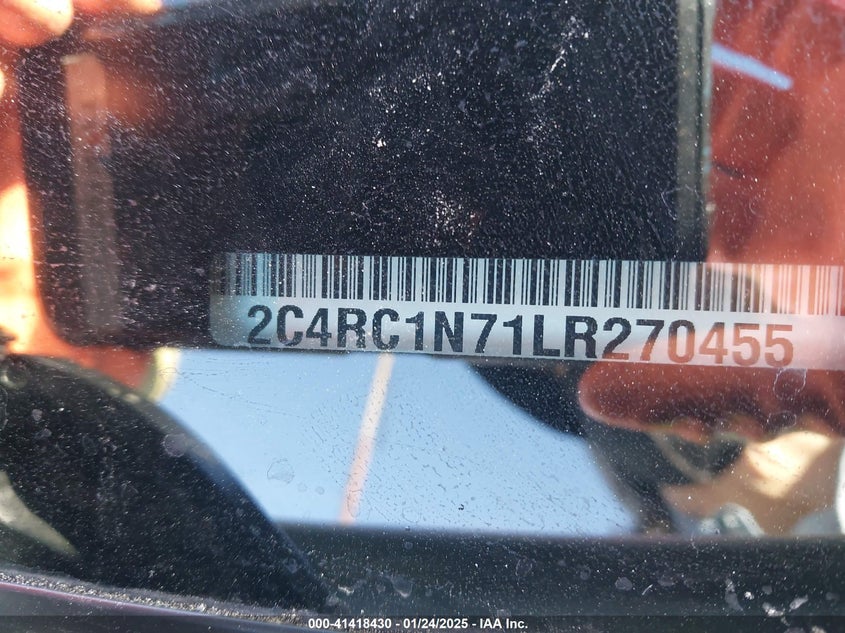 2C4RC1N71LR270455
000-41418430 - 01/24/2025 - IAA Inc.